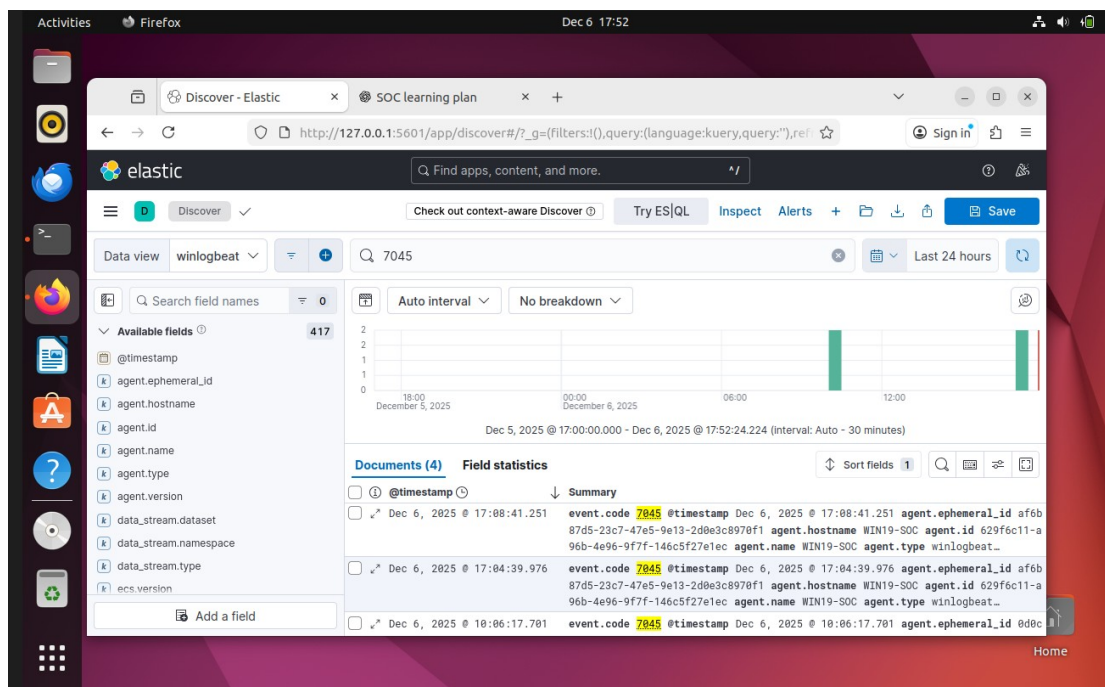 Activities Firefox Dec 6 17:52
Discover - Elastic SOC learning plan
http://127.0.0.1:5601/app/discover#/?_g=(filters:!(),query:(language:kuery,query:''),ref Sign in
elastic Find apps, content, and more. ^/
D Discover Check out context-aware Discover Try ES|QL Inspect Alerts Save
Data view winlogbeat 7045 Last 24 hours
Search field names 0 Auto interval No breakdown
Available fields 417
@timestamp
agent.ephemeral_id
agent.hostname
agent.id
agent.name
agent.type
agent.version
data_stream.dataset
data_stream.namespace
data_stream.type
ecs.version
Add a field
2
2
1
1
0
18:00 00:00 06:00 12:00
December 5, 2025 December 6, 2025
Dec 5, 2025 @ 17:00:00.000 - Dec 6, 2025 @ 17:52:24.224 (interval: Auto - 30 minutes)
Documents (4) Field statistics Sort fields 1
@timestamp Summary
Dec 6, 2025 @ 17:08:41.251 event.code 7045 @timestamp Dec 6, 2025 @ 17:08:41.251 agent.ephemeral_id af6b
87d5-23c7-47e5-9e13-2d0e3c8970f1 agent.hostname WIN19-SOC agent.id 629f6c11-a
96b-4e96-9f7f-146c5f27e1ec agent.name WIN19-SOC agent.type winlogbeat…
Dec 6, 2025 @ 17:04:39.976 event.code 7045 @timestamp Dec 6, 2025 @ 17:04:39.976 agent.ephemeral_id af6b
87d5-23c7-47e5-9e13-2d0e3c8970f1 agent.hostname WIN19-SOC agent.id 629f6c11-a
96b-4e96-9f7f-146c5f27e1ec agent.name WIN19-SOC agent.type winlogbeat…
Dec 6, 2025 @ 10:06:17.701 event.code 7045 @timestamp Dec 6, 2025 @ 10:06:17.701 agent.ephemeral_id 0d0c
Home